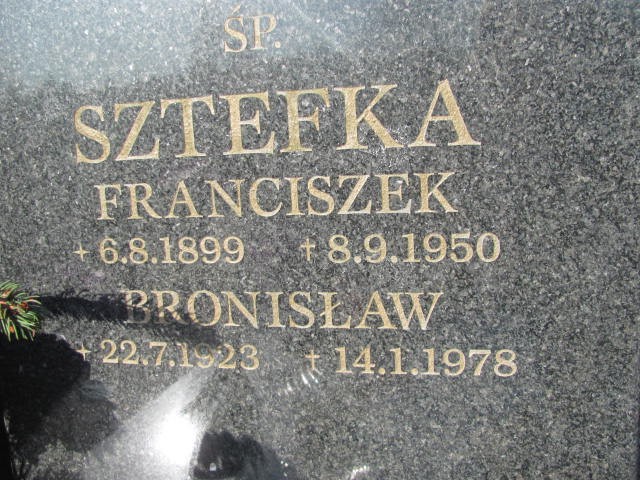 ŚP.
SZTEFKA
FRANCISZEK
+ 6.8.1899 † 8.9.1950
BRONISŁAW
+ 22.7.1923 † 14.1.1978